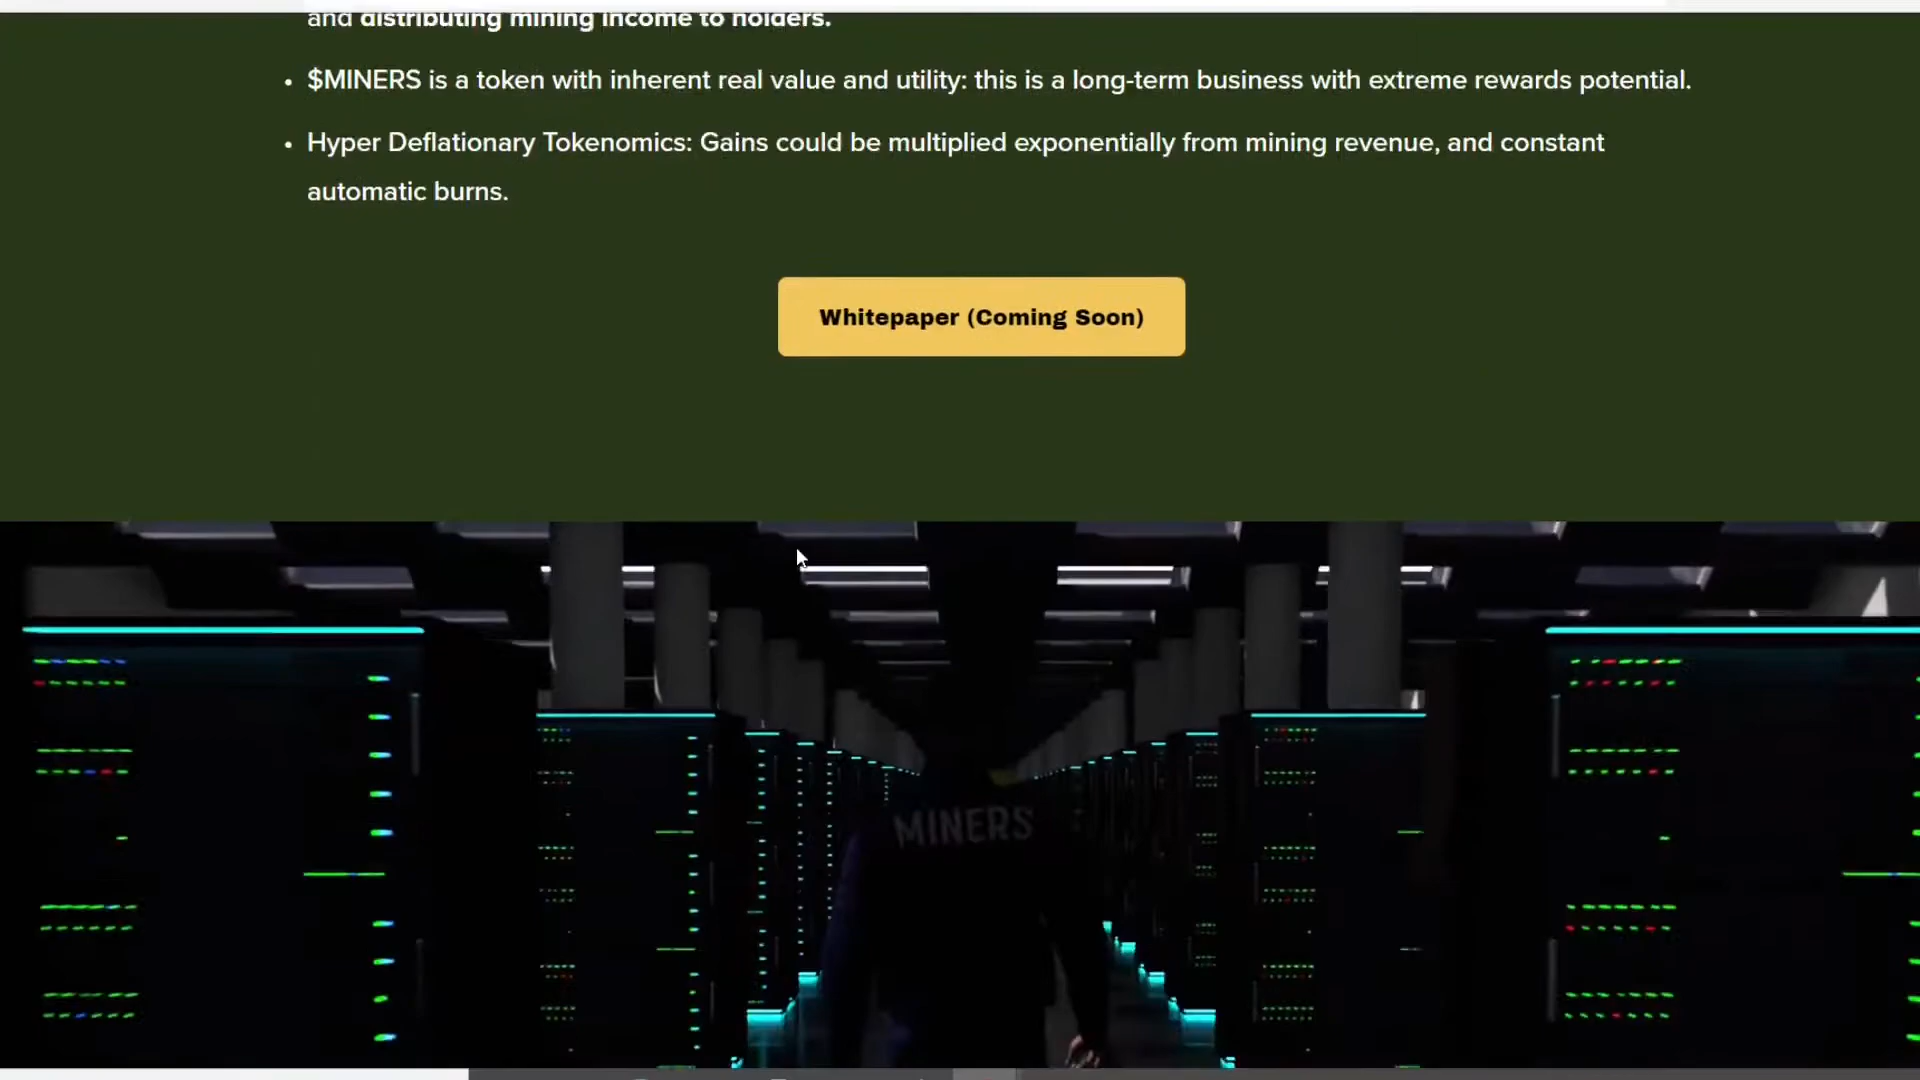 and distributing mining income to holders.
• $MINERS is a token with inherent real value and utility: this is a long-term business with extreme rewards potential.
• Hyper Deflationary Tokenomics: Gains could be multiplied exponentially from mining revenue, and constant
automatic burns.
Whitepaper (Coming Soon)
MINERS